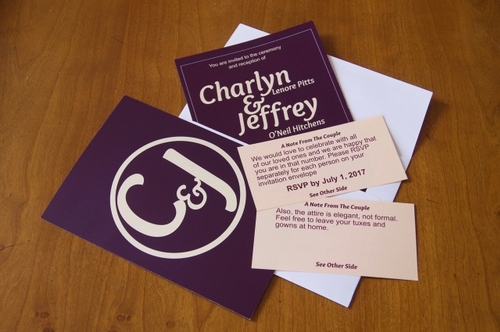 You are invited to the ceremony
and reception of
Charlyn
Lenore Pitts
&
Jeffrey
O'Neil Hitchens
A Note From The Couple
We would love to celebrate with all
of our loved ones and we are happy that
you are in that number. Please RSVP
separately for each person on your
invitation envelope
RSVP by July 1, 2017
See Other Side
C&J
A Note From The Couple
Also, the attire is elegant, not formal.
Feel free to leave your tuxes and
gowns at home.
See Other Side